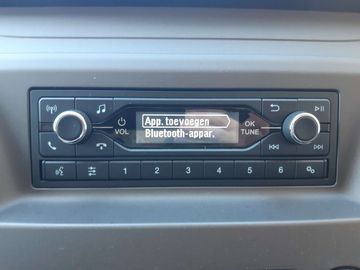 App. toevoegen
Bluetooth-appar.
VOL
OK
TUNE
1
2
3
4
5
6